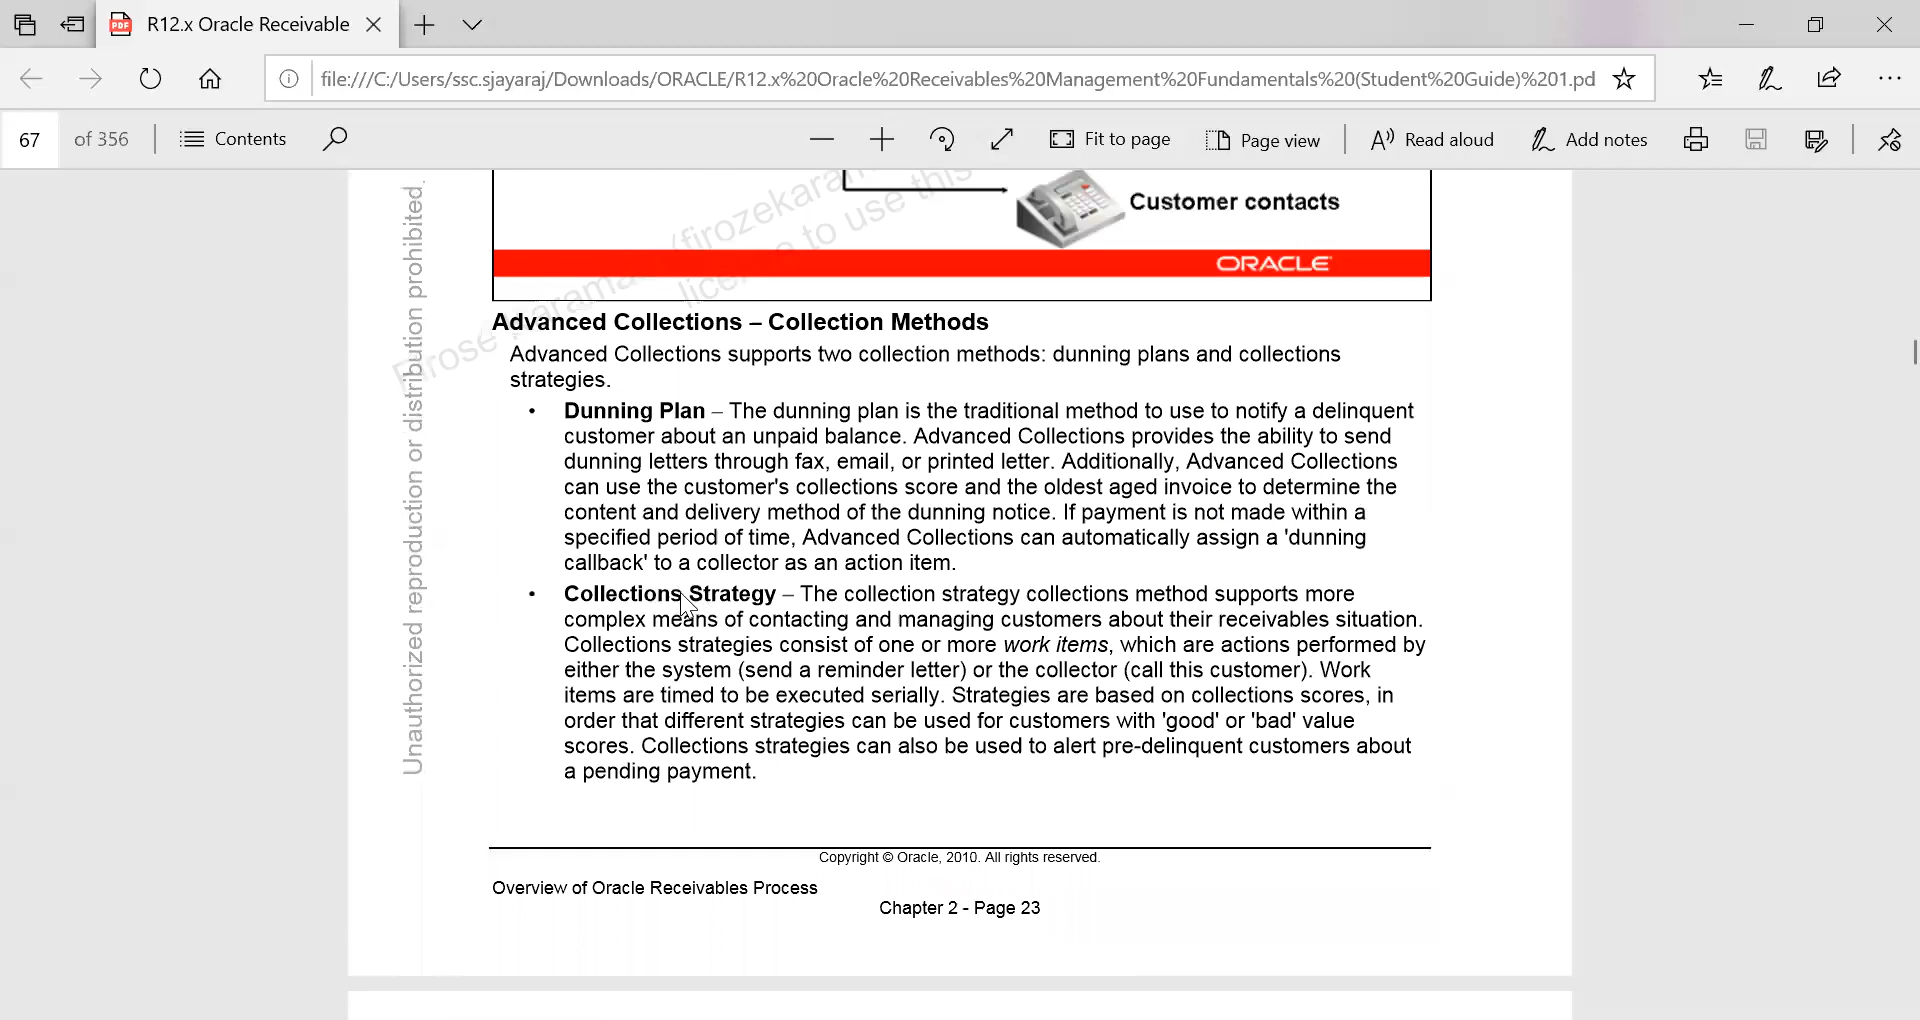 R12.x Oracle Receivable
file:///C:/Users/ssc.sjayaraj/Downloads/ORACLE/R12.x%20Oracle%20Receivables%20Management%20Fundamentals%20(Student%20Guide)%201.pd
67 of 356
Contents
Fit to page
Page view
Read aloud
Add notes
Customer contacts
ORACLE
Unauthorized reproduction or distribution prohibited.
Advanced Collections – Collection Methods
Advanced Collections supports two collection methods: dunning plans and collections
strategies.
• Dunning Plan – The dunning plan is the traditional method to use to notify a delinquent
customer about an unpaid balance. Advanced Collections provides the ability to send
dunning letters through fax, email, or printed letter. Additionally, Advanced Collections
can use the customer's collections score and the oldest aged invoice to determine the
content and delivery method of the dunning notice. If payment is not made within a
specified period of time, Advanced Collections can automatically assign a 'dunning
callback' to a collector as an action item.
• Collections Strategy – The collection strategy collections method supports more
complex means of contacting and managing customers about their receivables situation.
Collections strategies consist of one or more work items, which are actions performed by
either the system (send a reminder letter) or the collector (call this customer). Work
items are timed to be executed serially. Strategies are based on collections scores, in
order that different strategies can be used for customers with 'good' or 'bad' value
scores. Collections strategies can also be used to alert pre-delinquent customers about
a pending payment.
Copyright © Oracle, 2010. All rights reserved.
Overview of Oracle Receivables Process
Chapter 2 - Page 23